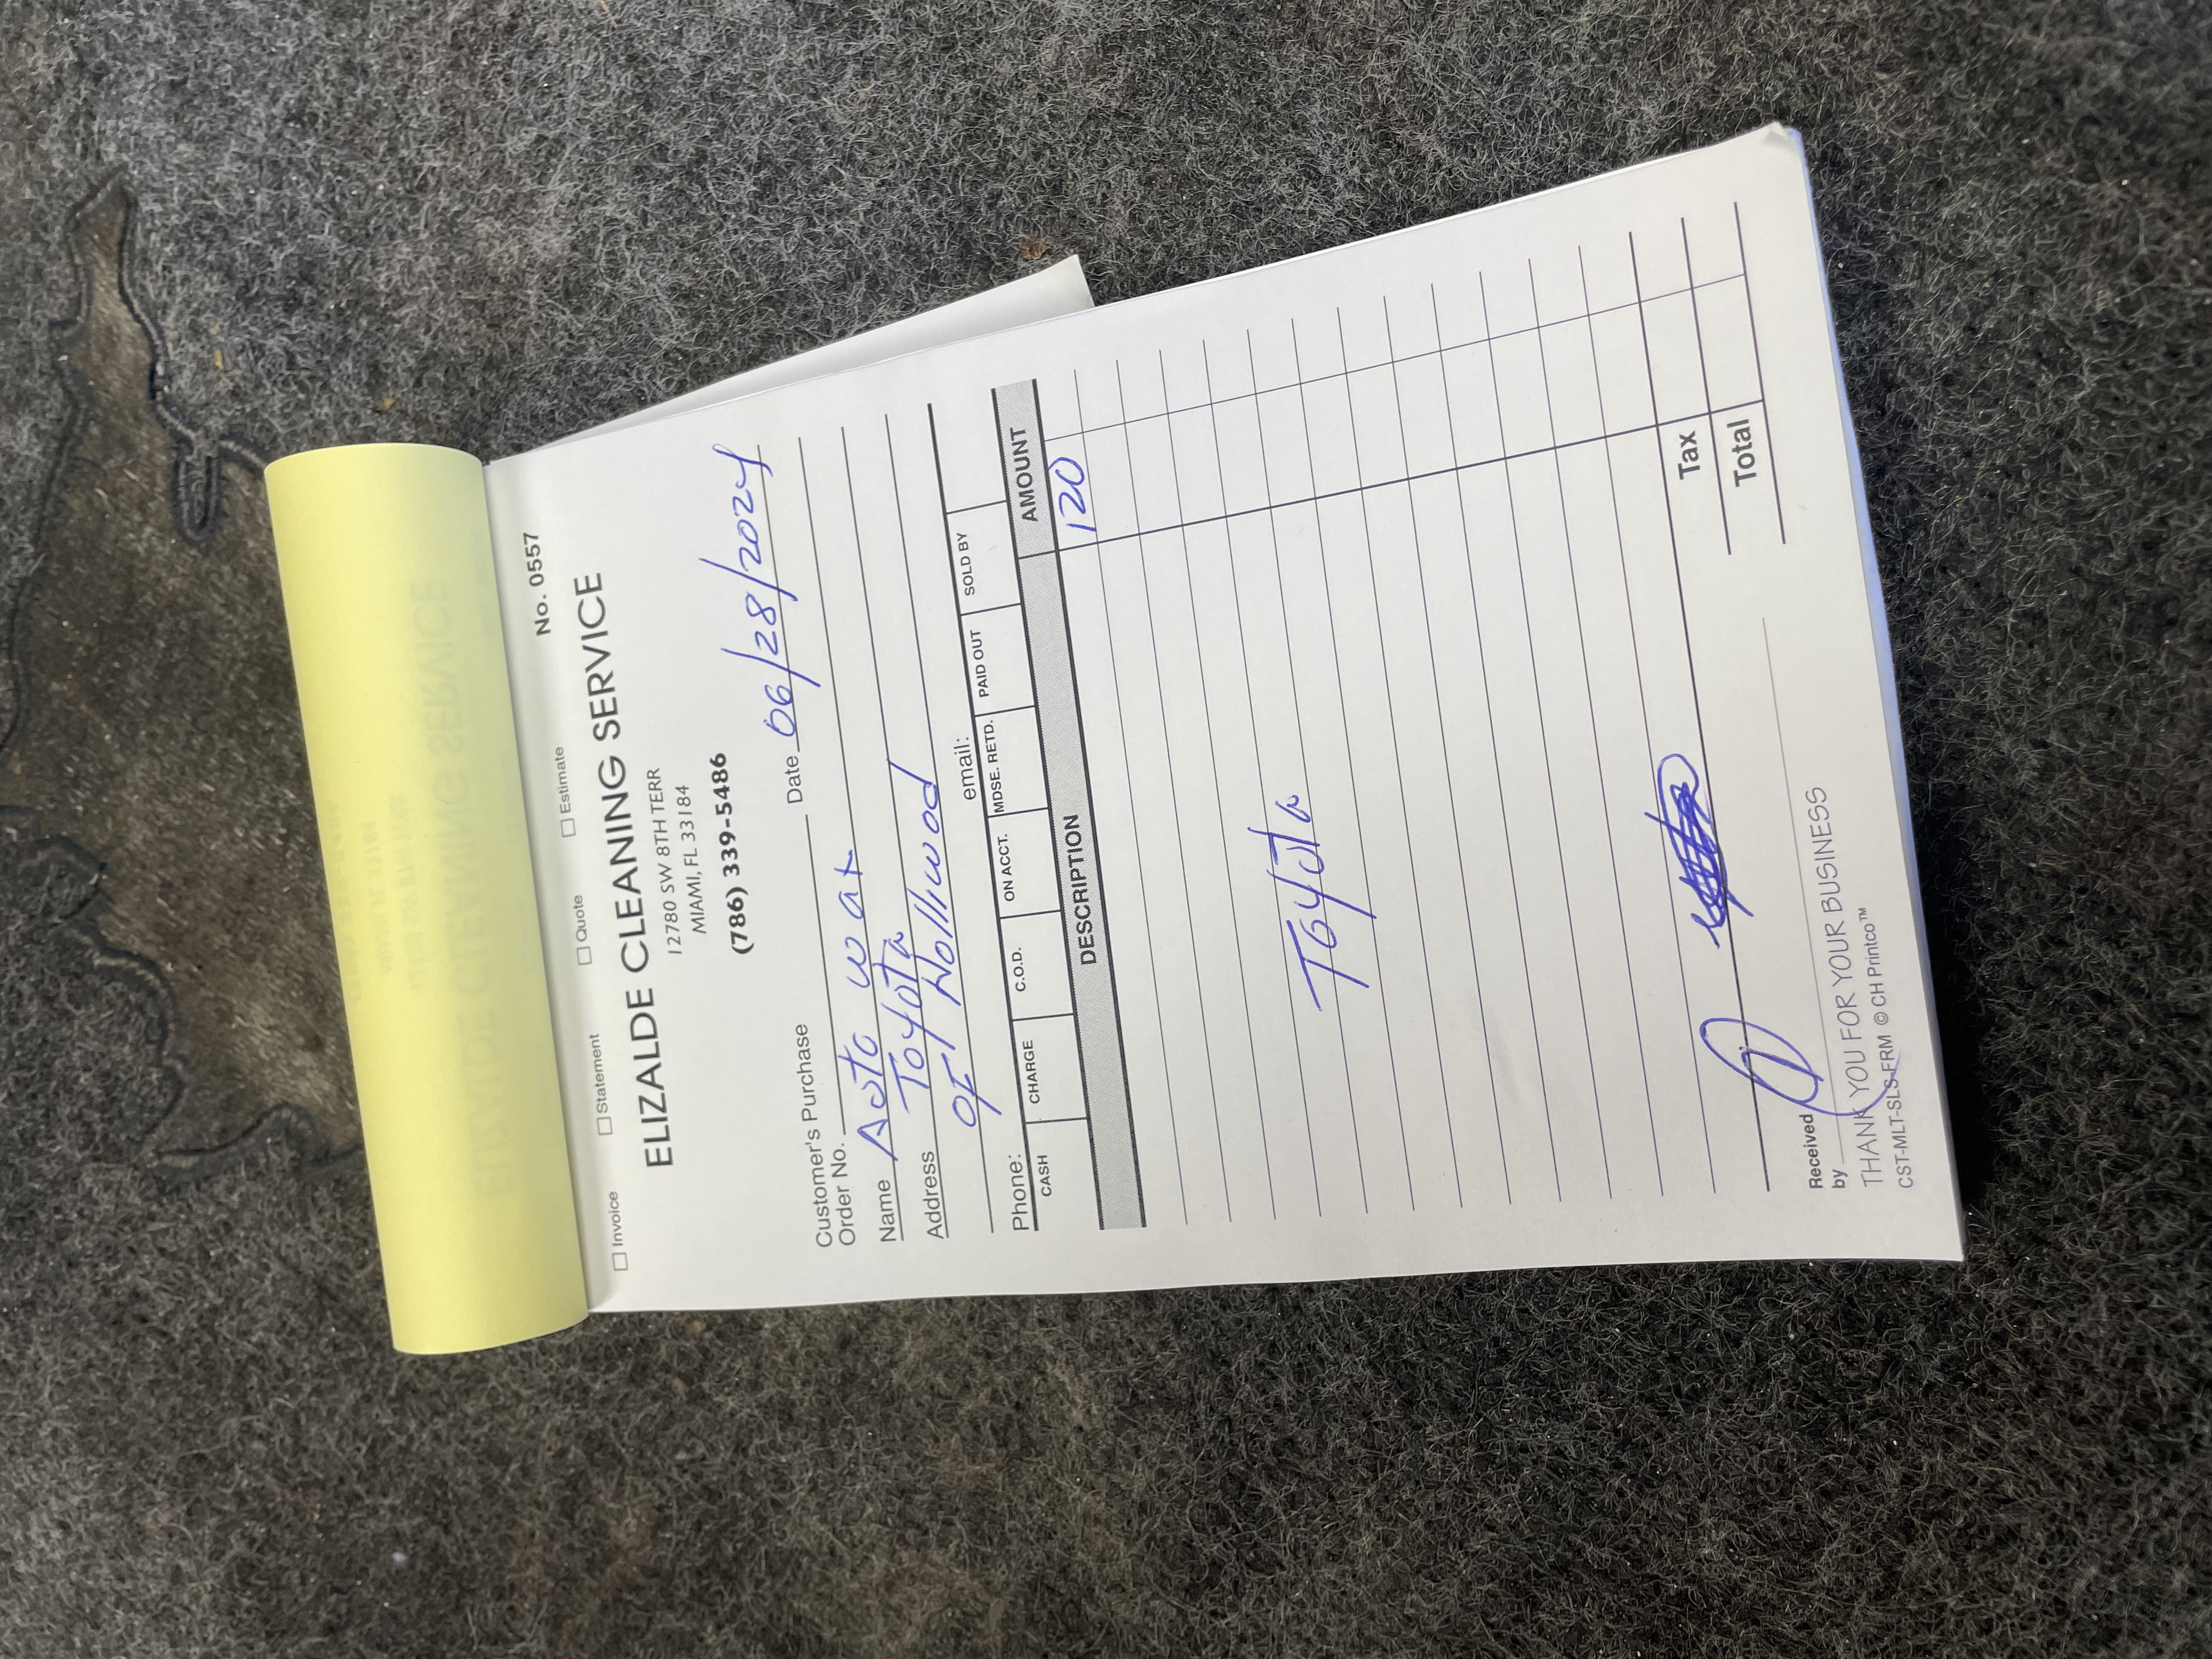 No. 0557
Invoice Statement Quote Estimate
ELIZALDE CLEANING SERVICE
12780 SW 8TH TERR
MIAMI, FL 33184
(786) 339-5486
Customer's Purchase
Order No. Date 06/28/2024
Name Auto wat
Address Toyota
of Holliwod
Phone: email:
CASH CHARGE C.O.D. ON ACCT. MDSE. RETD. PAID OUT SOLD BY
DESCRIPTION AMOUNT
120
Toyota
Tax
Total
Received
by
THANK YOU FOR YOUR BUSINESS
CST-MLT-SLS-FRM © CH Printco™